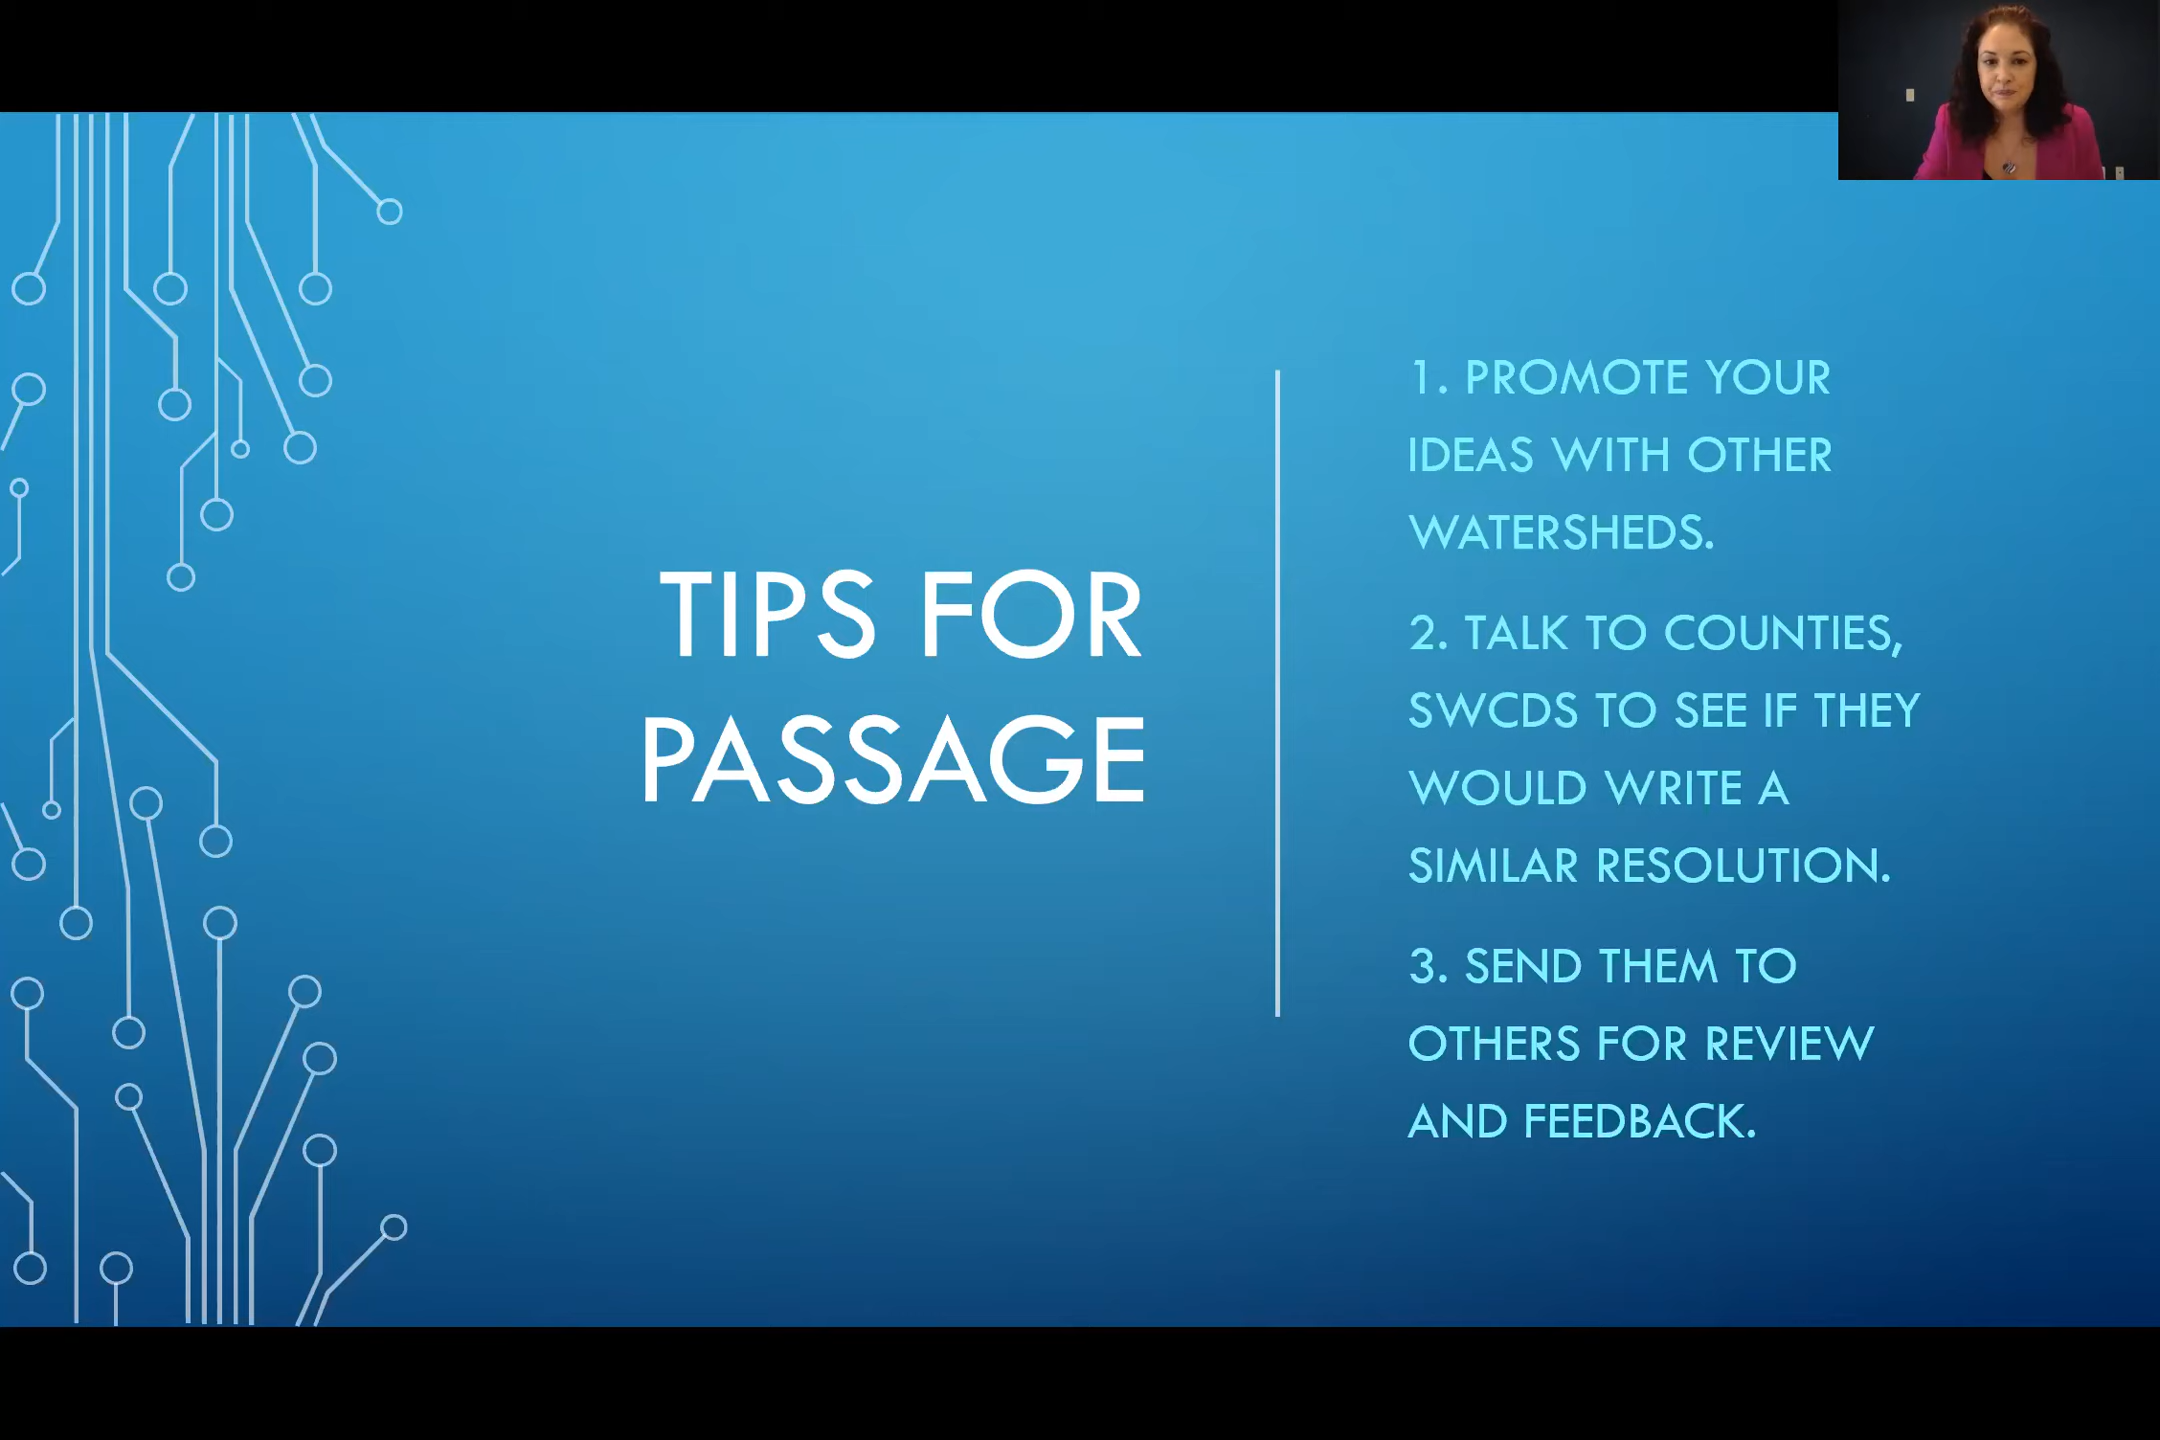 TIPS FOR
PASSAGE
1. PROMOTE YOUR
IDEAS WITH OTHER
WATERSHEDS.
2. TALK TO COUNTIES,
SWCDS TO SEE IF THEY
WOULD WRITE A
SIMILAR RESOLUTION.
3. SEND THEM TO
OTHERS FOR REVIEW
AND FEEDBACK.